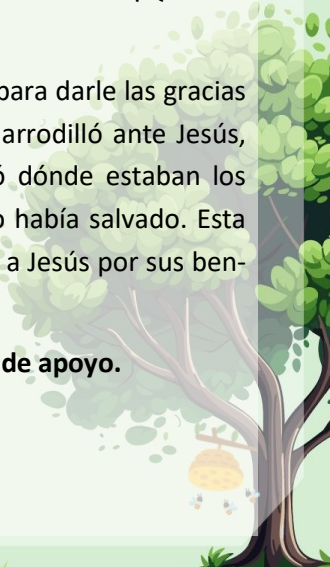 para darle las gracias
arrodilló ante Jesús,
ó dónde estaban los
o había salvado. Esta
a Jesús por sus ben-
de apoyo.